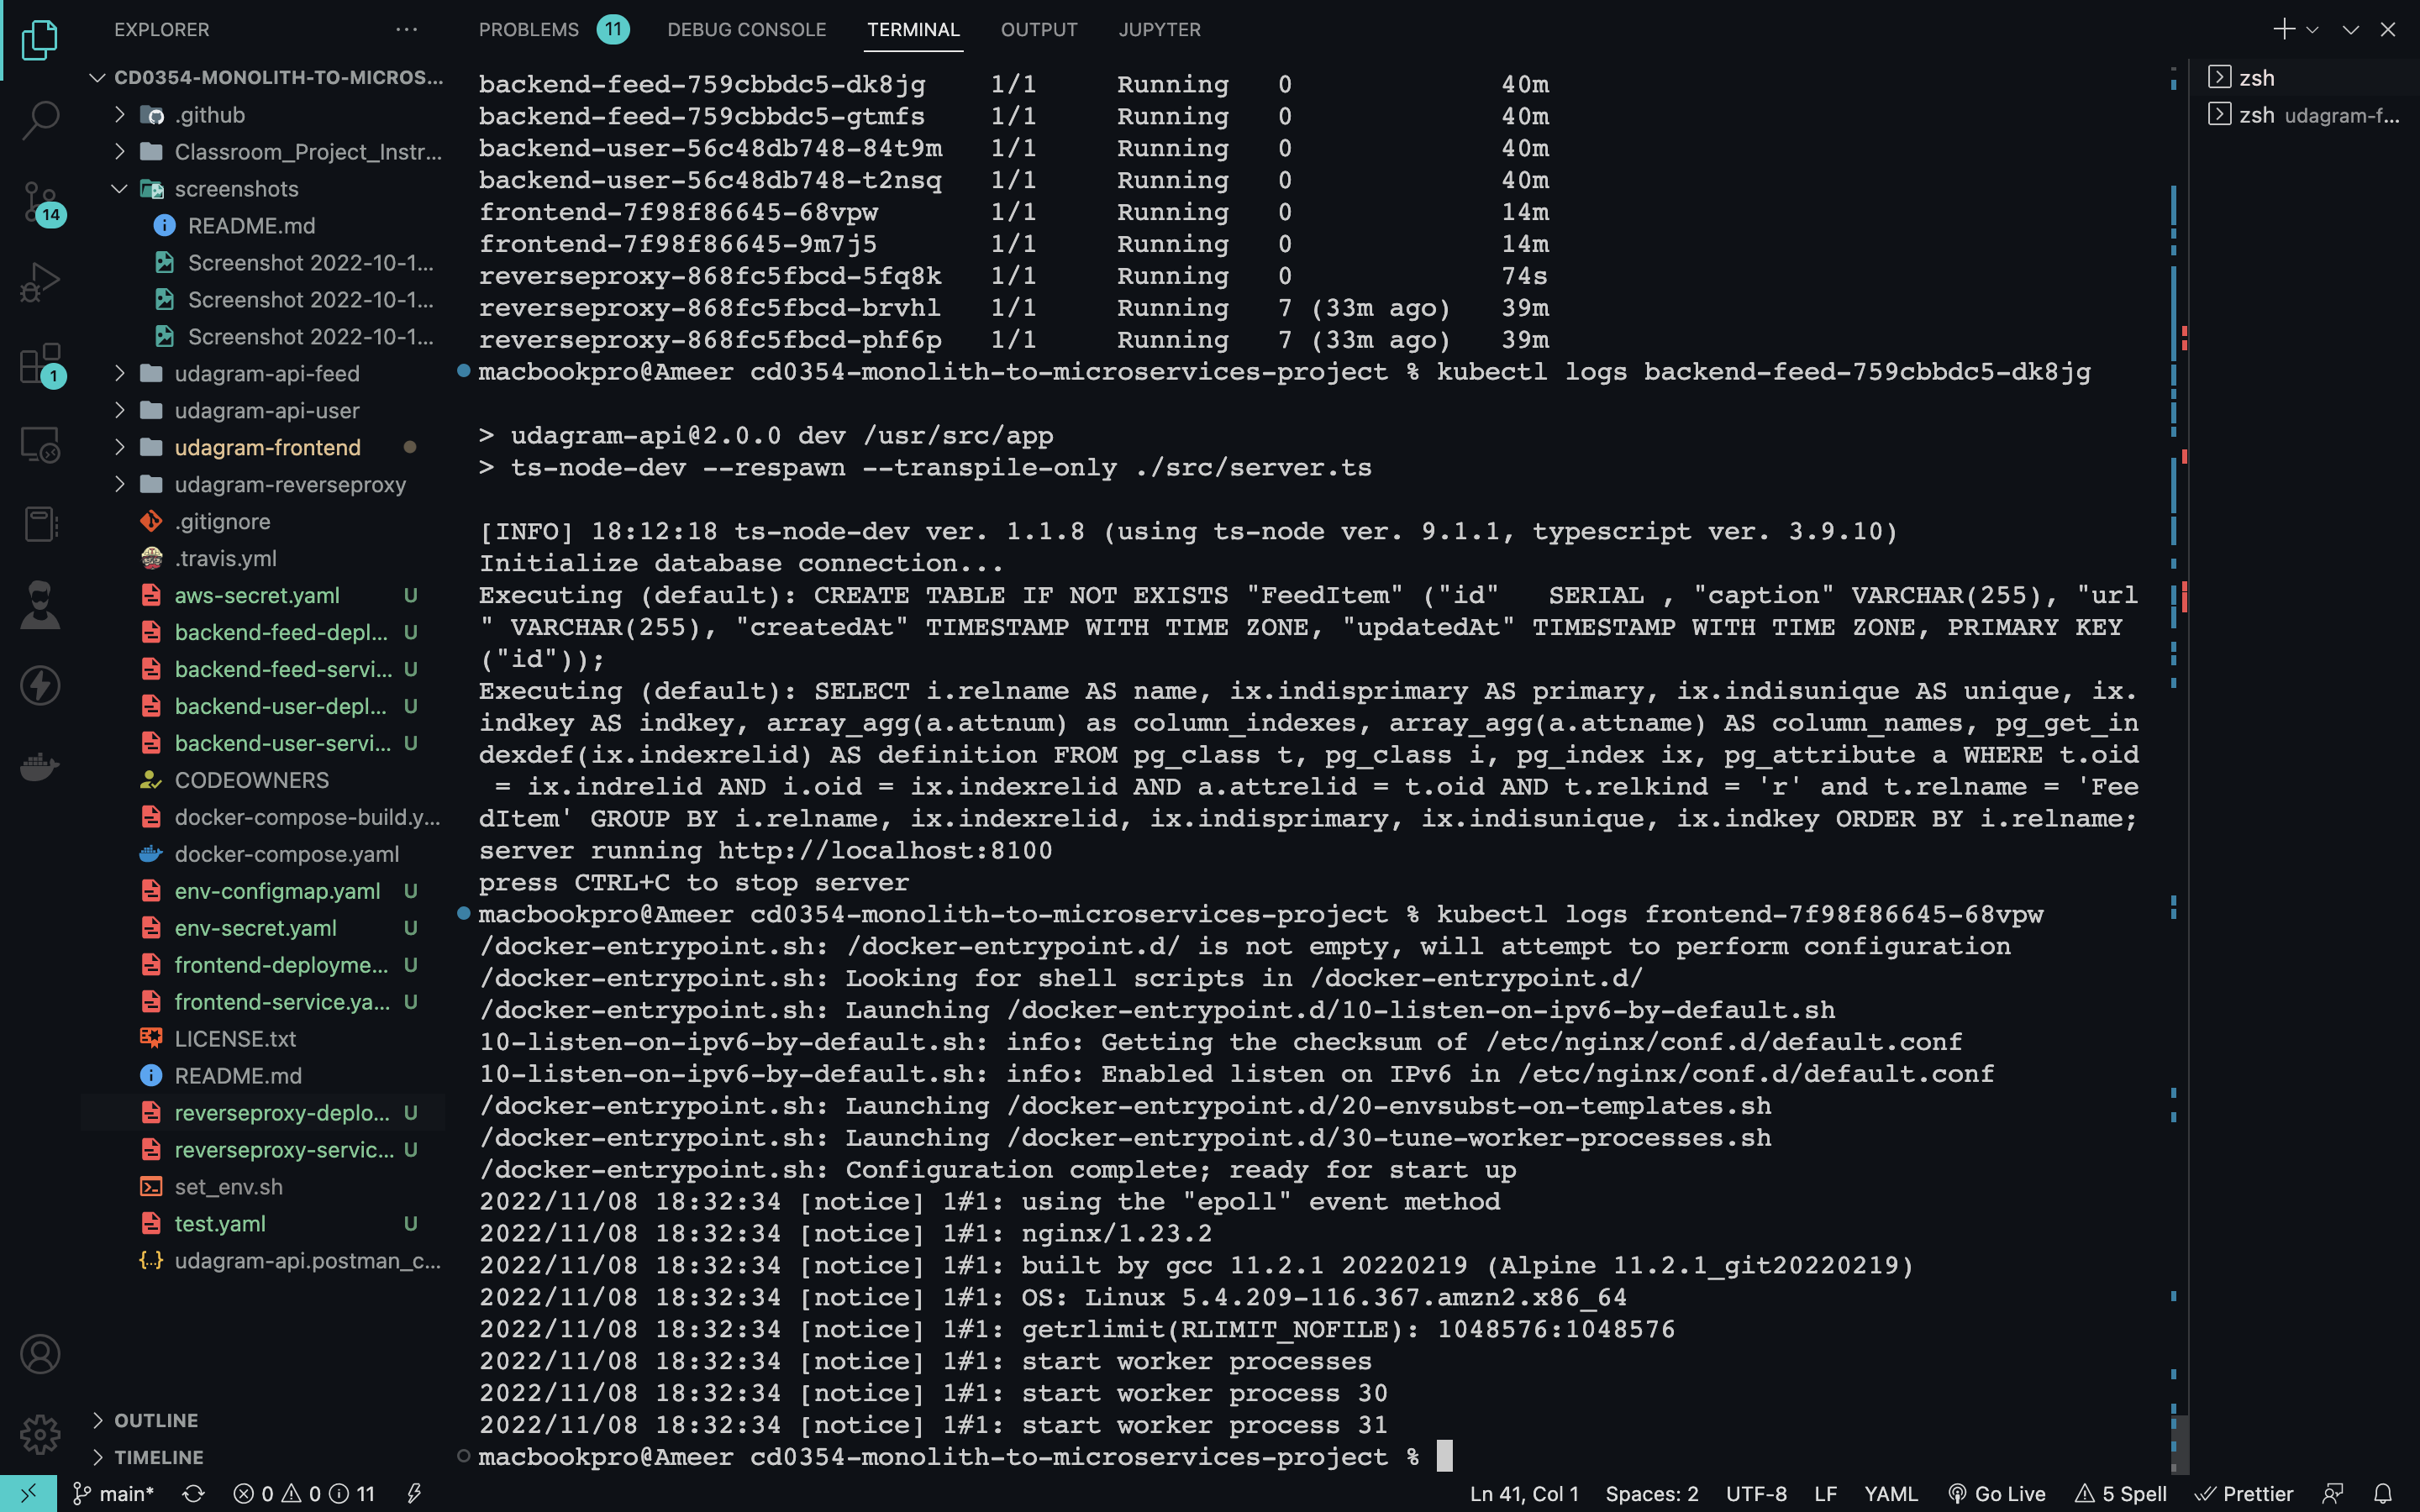 EXPLORER
CD0354-MONOLITH-TO-MICROS...
.github
Classroom_Project_Instr...
screenshots
README.md
Screenshot 2022-10-1...
Screenshot 2022-10-1...
Screenshot 2022-10-1...
udagram-api-feed
udagram-api-user
udagram-frontend
udagram-reverseproxy
.gitignore
.travis.yml
aws-secret.yaml U
backend-feed-depl... U
backend-feed-servi... U
backend-user-depl... U
backend-user-servi... U
CODEOWNERS
docker-compose-build.y...
docker-compose.yaml
env-configmap.yaml U
env-secret.yaml U
frontend-deployme... U
frontend-service.ya... U
LICENSE.txt
README.md
reverseproxy-deplo... U
reverseproxy-servic... U
set_env.sh
test.yaml U
udagram-api.postman_c...
OUTLINE
TIMELINE
14
1
PROBLEMS 11 DEBUG CONSOLE TERMINAL OUTPUT JUPYTER
backend-feed-759cbbdc5-dk8jg 1/1 Running 0 40m
backend-feed-759cbbdc5-gtmfs 1/1 Running 0 40m
backend-user-56c48db748-84t9m 1/1 Running 0 40m
backend-user-56c48db748-t2nsq 1/1 Running 0 40m
frontend-7f98f86645-68vpw 1/1 Running 0 14m
frontend-7f98f86645-9m7j5 1/1 Running 0 14m
reverseproxy-868fc5fbcd-5fq8k 1/1 Running 0 74s
reverseproxy-868fc5fbcd-brvhl 1/1 Running 7 (33m ago) 39m
reverseproxy-868fc5fbcd-phf6p 1/1 Running 7 (33m ago) 39m
macbookpro@Ameer cd0354-monolith-to-microservices-project % kubectl logs backend-feed-759cbbdc5-dk8jg
> udagram-api@2.0.0 dev /usr/src/app
> ts-node-dev --respawn --transpile-only ./src/server.ts
[INFO] 18:12:18 ts-node-dev ver. 1.1.8 (using ts-node ver. 9.1.1, typescript ver. 3.9.10)
Initialize database connection...
Executing (default): CREATE TABLE IF NOT EXISTS "FeedItem" ("id" SERIAL , "caption" VARCHAR(255), "url
" VARCHAR(255), "createdAt" TIMESTAMP WITH TIME ZONE, "updatedAt" TIMESTAMP WITH TIME ZONE, PRIMARY KEY
("id"));
Executing (default): SELECT i.relname AS name, ix.indisprimary AS primary, ix.indisunique AS unique, ix.
indkey AS indkey, array_agg(a.attnum) as column_indexes, array_agg(a.attname) AS column_names, pg_get_in
dexdef(ix.indexrelid) AS definition FROM pg_class t, pg_class i, pg_index ix, pg_attribute a WHERE t.oid
= ix.indrelid AND i.oid = ix.indexrelid AND a.attrelid = t.oid AND t.relkind = 'r' and t.relname = 'Fee
dItem' GROUP BY i.relname, ix.indexrelid, ix.indisprimary, ix.indisunique, ix.indkey ORDER BY i.relname;
server running http://localhost:8100
press CTRL+C to stop server
macbookpro@Ameer cd0354-monolith-to-microservices-project % kubectl logs frontend-7f98f86645-68vpw
/docker-entrypoint.sh: /docker-entrypoint.d/ is not empty, will attempt to perform configuration
/docker-entrypoint.sh: Looking for shell scripts in /docker-entrypoint.d/
/docker-entrypoint.sh: Launching /docker-entrypoint.d/10-listen-on-ipv6-by-default.sh
10-listen-on-ipv6-by-default.sh: info: Getting the checksum of /etc/nginx/conf.d/default.conf
10-listen-on-ipv6-by-default.sh: info: Enabled listen on IPv6 in /etc/nginx/conf.d/default.conf
/docker-entrypoint.sh: Launching /docker-entrypoint.d/20-envsubst-on-templates.sh
/docker-entrypoint.sh: Launching /docker-entrypoint.d/30-tune-worker-processes.sh
/docker-entrypoint.sh: Configuration complete; ready for start up
2022/11/08 18:32:34 [notice] 1#1: using the "epoll" event method
2022/11/08 18:32:34 [notice] 1#1: nginx/1.23.2
2022/11/08 18:32:34 [notice] 1#1: built by gcc 11.2.1 20220219 (Alpine 11.2.1_git20220219)
2022/11/08 18:32:34 [notice] 1#1: OS: Linux 5.4.209-116.367.amzn2.x86_64
2022/11/08 18:32:34 [notice] 1#1: getrlimit(RLIMIT_NOFILE): 1048576:1048576
2022/11/08 18:32:34 [notice] 1#1: start worker processes
2022/11/08 18:32:34 [notice] 1#1: start worker process 30
2022/11/08 18:32:34 [notice] 1#1: start worker process 31
macbookpro@Ameer cd0354-monolith-to-microservices-project %
zsh
zsh udagram-f...
main* 0 0 11 Ln 41, Col 1 Spaces: 2 UTF-8 LF YAML Go Live 5 Spell Prettier